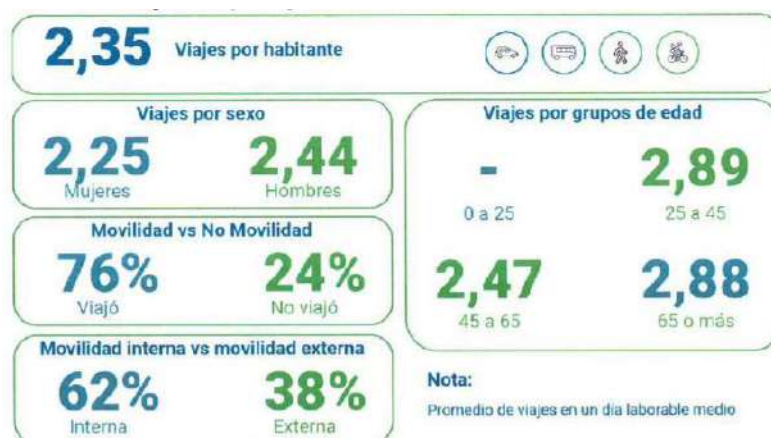 2,35 Viajes por habitante
Viajes por sexo
2,25 2,44
Mujeres Hombres
Movilidad vs No Movilidad
76% 24%
Viajó No viajó
Movilidad interna vs movilidad externa
62% 38%
Interna Externa
Viajes por grupos de edad
- 2,89
0 a 25 25 a 45
2,47 2,88
45 a 65 65 o más
Nota:
Promedio de viajes en un día laborable medio